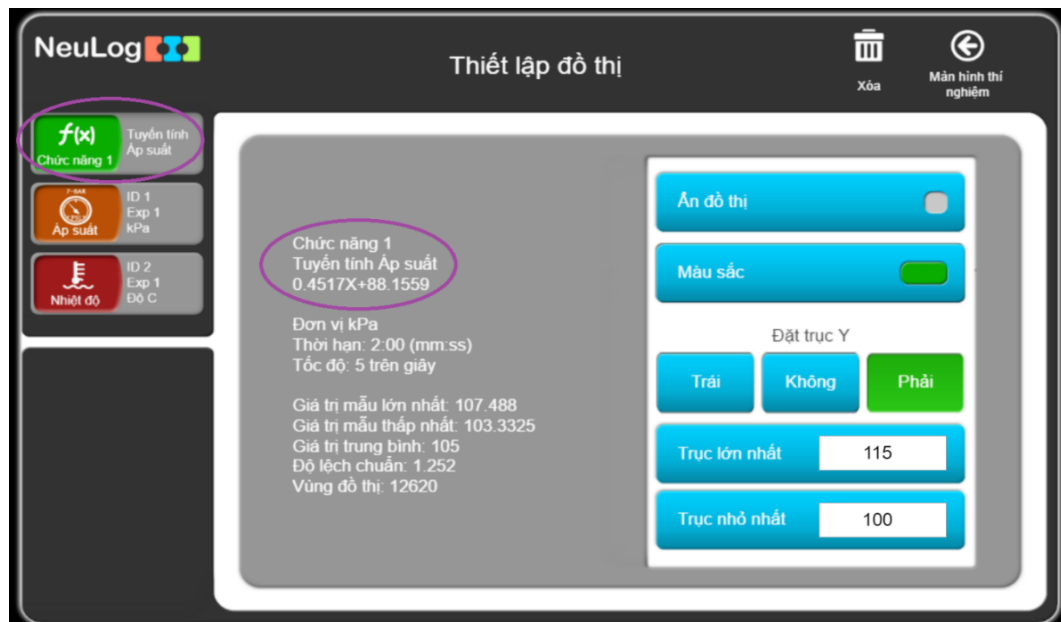 NeuLog
Thiết lập đồ thị
Xóa
Màn hình thí
nghiệm
f(x)
Chức năng 1
Tuyến tính
Áp suất
Áp suất
ID 1
Exp 1
kPa
Nhiệt độ
ID 2
Exp 1
Độ C
Chức năng 1
Tuyến tính Áp suất
0.4517X+88.1559
Đơn vị kPa
Thời hạn: 2:00 (mm:ss)
Tốc độ: 5 trên giây
Giá trị mẫu lớn nhất: 107.488
Giá trị mẫu thấp nhất: 103.3325
Giá trị trung bình: 105
Độ lệch chuẩn: 1.252
Vùng đồ thị: 12620
Ẩn đồ thị
Màu sắc
Đặt trục Y
Trái
Không
Phải
Trục lớn nhất
115
Trục nhỏ nhất
100